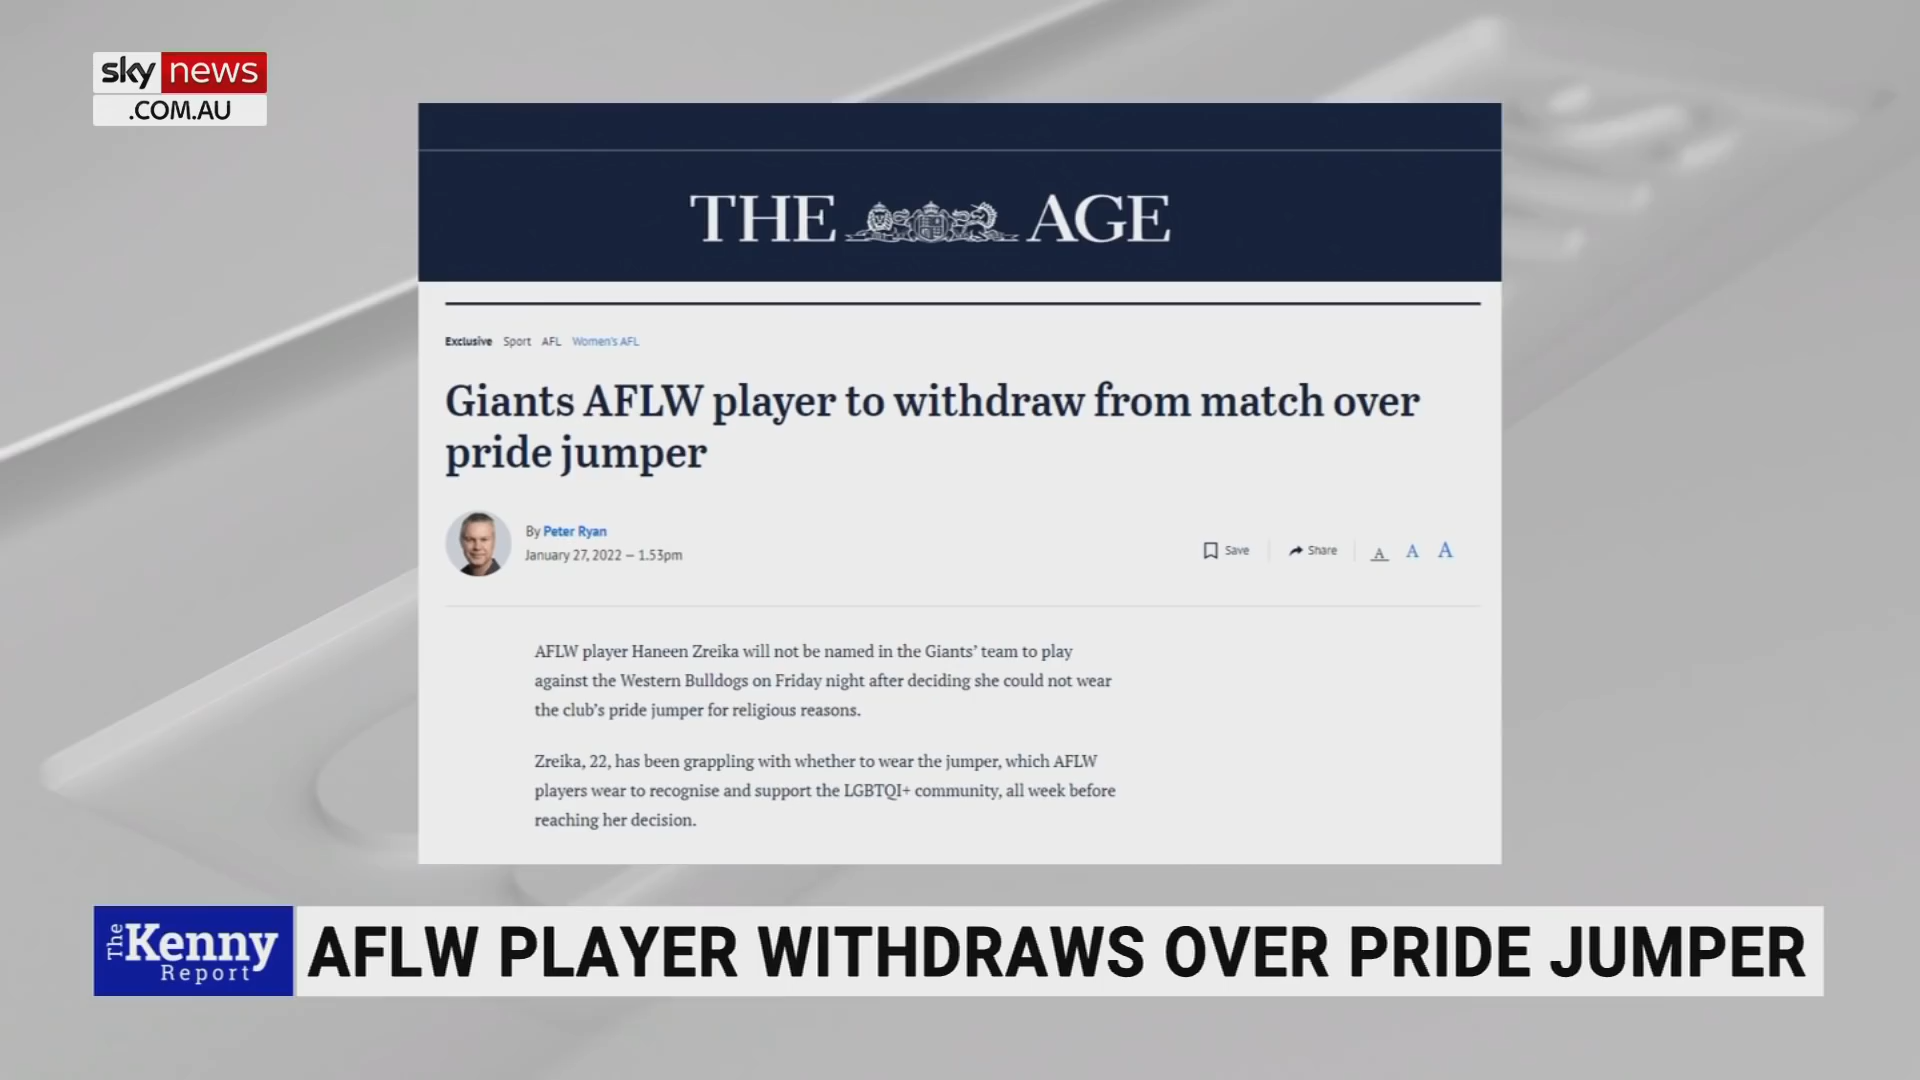 sky news
.COM.AU
THE AGE
Exclusive Sport AFL Women's AFL
Giants AFLW player to withdraw from match over
pride jumper
By Peter Ryan
January 27, 2022 – 1.53pm
Save Share A A A
AFLW player Haneen Zreika will not be named in the Giants' team to play
against the Western Bulldogs on Friday night after deciding she could not wear
the club's pride jumper for religious reasons.
Zreika, 22, has been grappling with whether to wear the jumper, which AFLW
players wear to recognise and support the LGBTQI+ community, all week before
reaching her decision.
The Kenny Report
AFLW PLAYER WITHDRAWS OVER PRIDE JUMPER